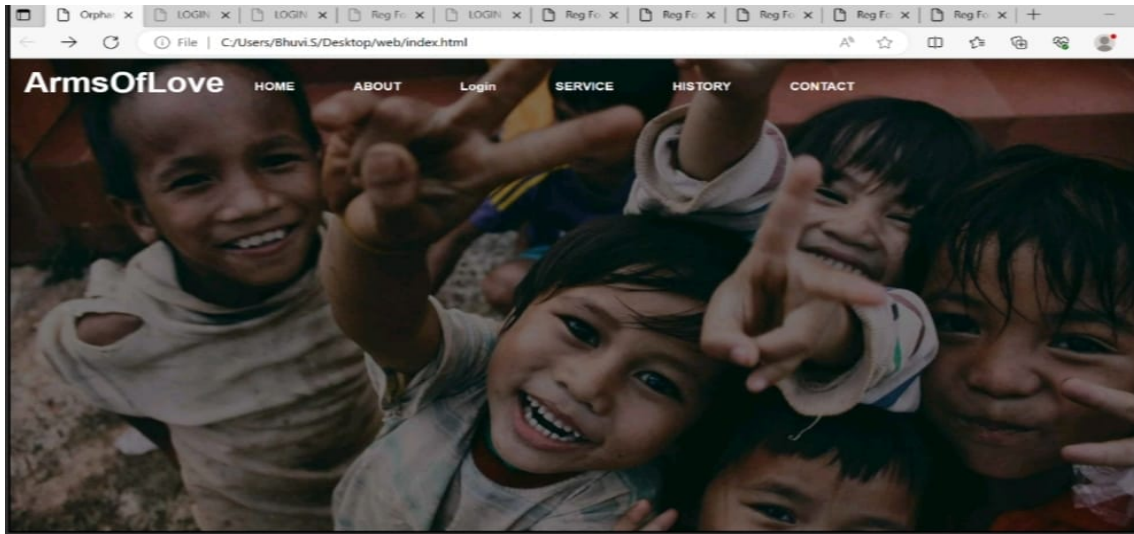 Orphan LOGIN LOGIN Reg Fo LOGIN Reg Fo Reg Fo Reg Fo Reg Fo Reg Fo
File | C:/Users/Bhuvi.S/Desktop/web/index.html
ArmsOfLove HOME ABOUT Login SERVICE HISTORY CONTACT